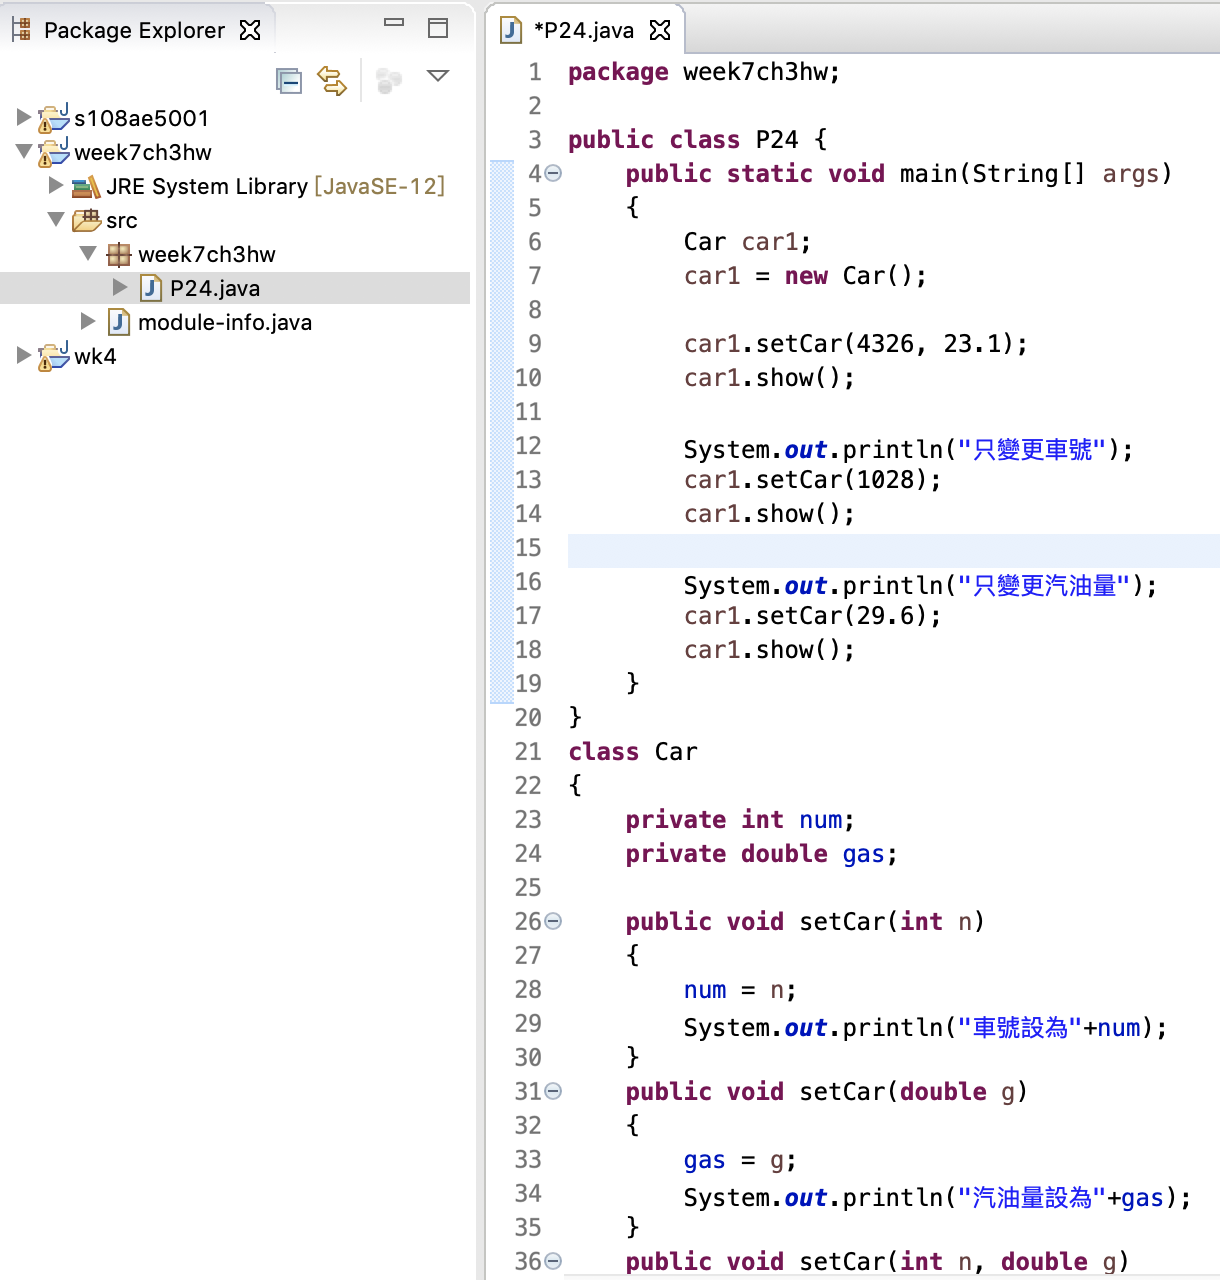 Package Explorer
s108ae5001
week7ch3hw
JRE System Library [JavaSE-12]
src
week7ch3hw
P24.java
module-info.java
wk4
*P24.java
1 package week7ch3hw;
2
3 public class P24 {
4 public static void main(String[] args)
5 {
6 Car car1;
7 car1 = new Car();
8
9 car1.setCar(4326, 23.1);
10 car1.show();
11
12 System.out.println("只變更車號");
13 car1.setCar(1028);
14 car1.show();
15
16 System.out.println("只變更汽油量");
17 car1.setCar(29.6);
18 car1.show();
19 }
20 }
21 class Car
22 {
23 private int num;
24 private double gas;
25
26 public void setCar(int n)
27 {
28 num = n;
29 System.out.println("車號設為"+num);
30 }
31 public void setCar(double g)
32 {
33 gas = g;
34 System.out.println("汽油量設為"+gas);
35 }
36 public void setCar(int n, double g)